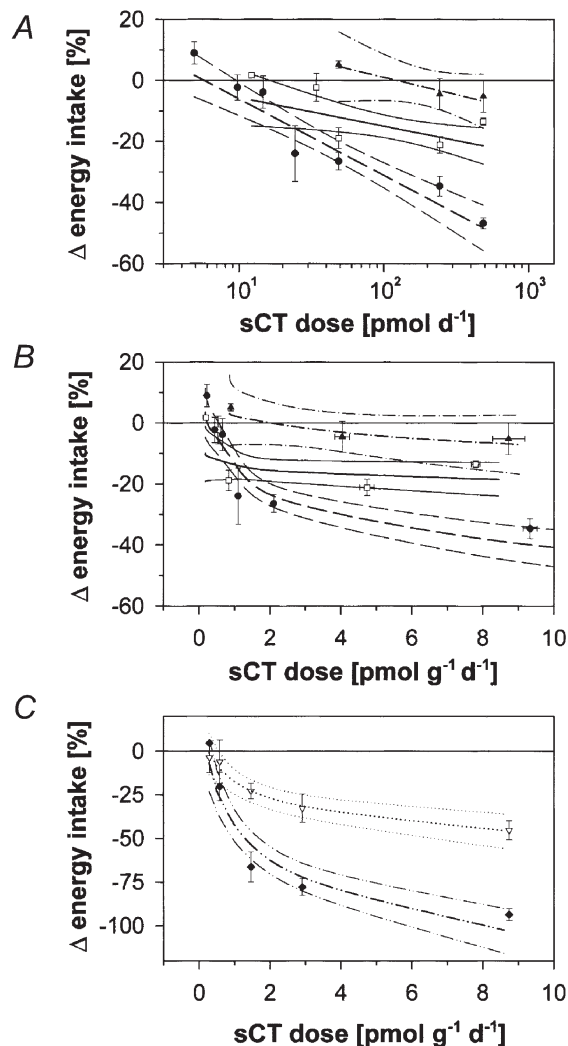 A
Δ energy intake [%]
20
0
-20
-40
-60
10¹ 10² 10³
sCT dose [pmol d⁻¹]
B
Δ energy intake [%]
20
0
-20
-40
-60
0 2 4 6 8 10
sCT dose [pmol g⁻¹ d⁻¹]
C
Δ energy intake [%]
0
-25
-50
-75
-100
0 2 4 6 8 10
sCT dose [pmol g⁻¹ d⁻¹]